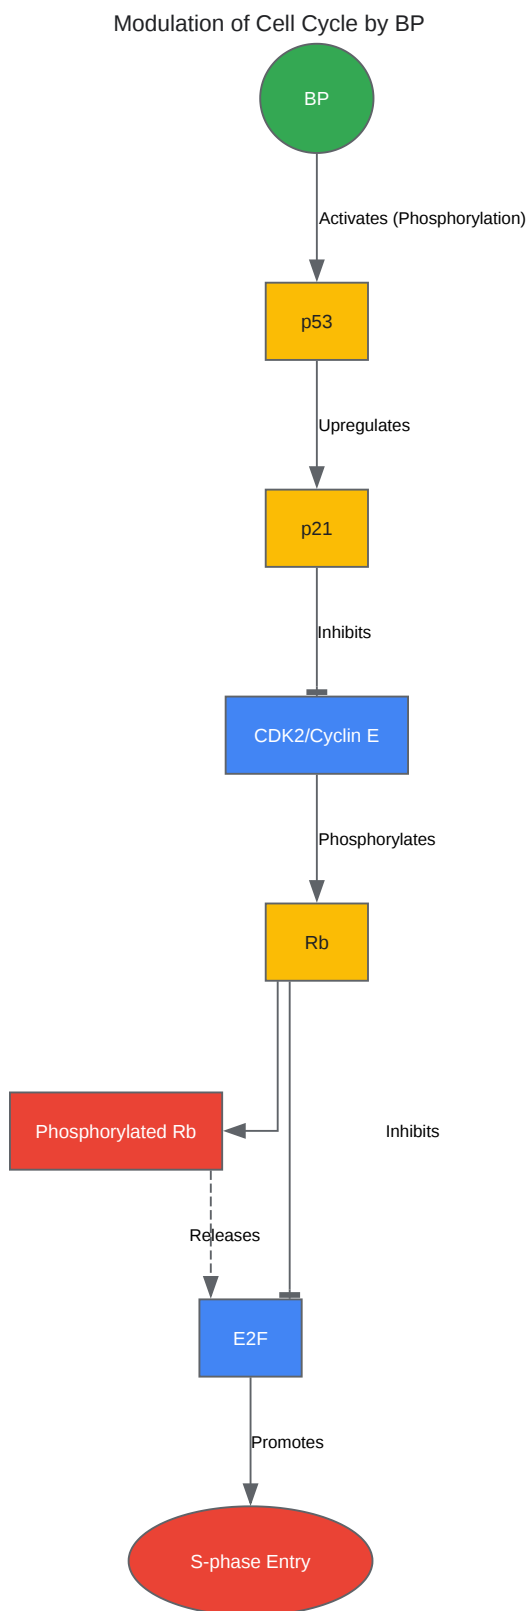 Modulation of Cell Cycle by BP
BP
Activates (Phosphorylation)
p53
Upregulates
p21
Inhibits
CDK2/Cyclin E
Phosphorylates
Rb
Phosphorylated Rb
Inhibits
Releases
E2F
Promotes
S-phase Entry